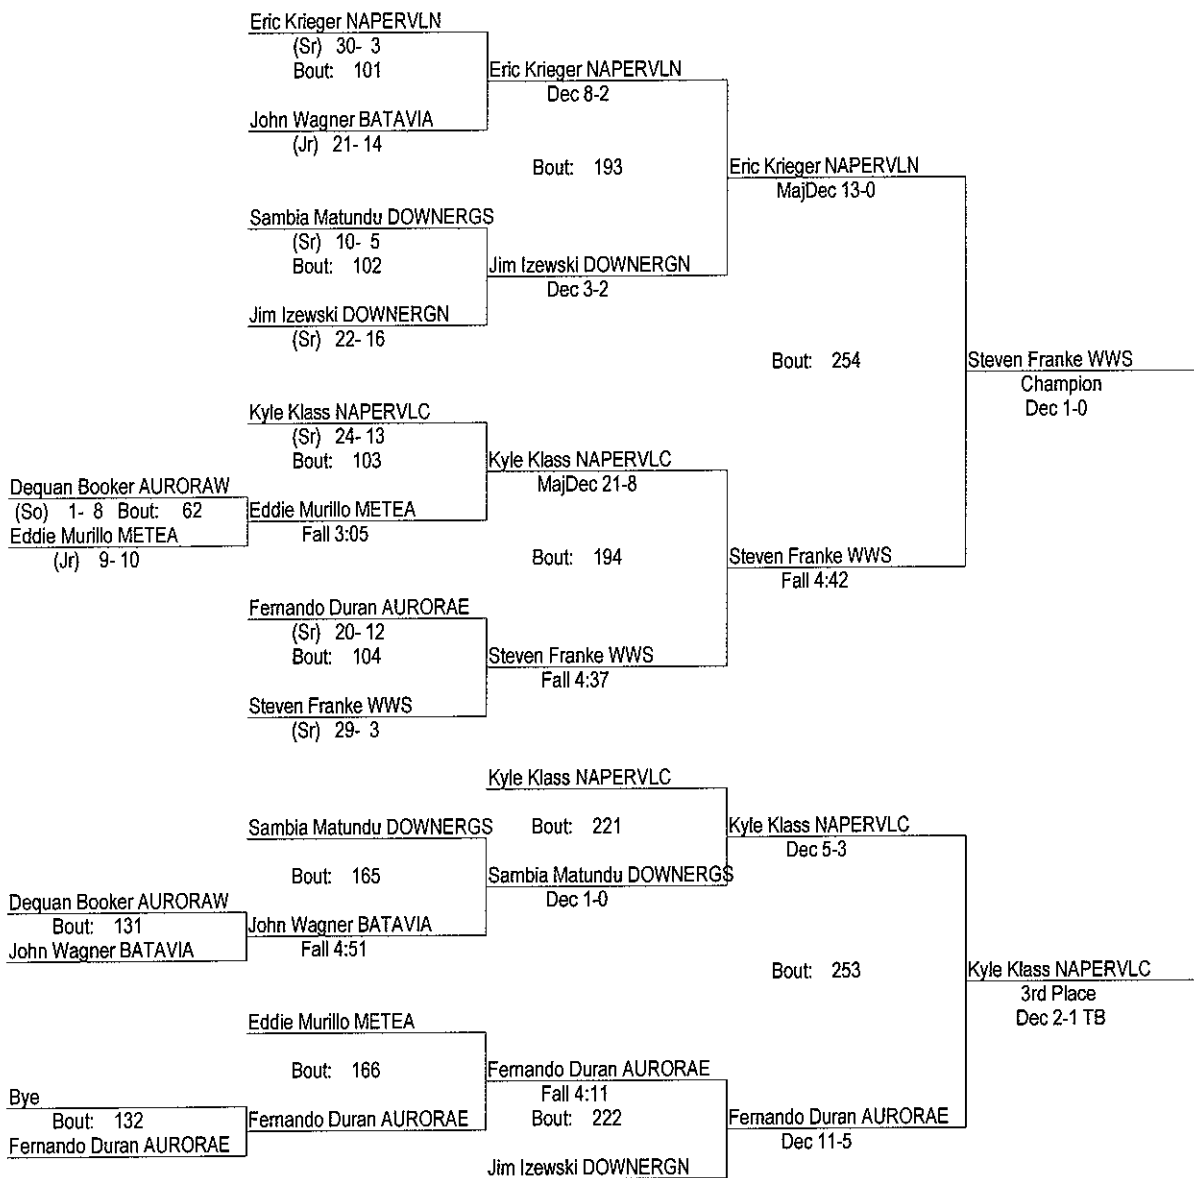 Eric Krieger NAPERVLN
(Sr) 30- 3
Bout: 101
Eric Krieger NAPERVLN
Dec 8-2
John Wagner BATAVIA
(Jr) 21- 14
Bout: 193
Eric Krieger NAPERVLN
MajDec 13-0
Sambia Matundu DOWNERGS
(Sr) 10- 5
Bout: 102
Jim Izewski DOWNERGN
Dec 3-2
Jim Izewski DOWNERGN
(Sr) 22- 16
Bout: 254
Steven Franke WWS
Champion
Dec 1-0
Kyle Klass NAPERVLC
(Sr) 24- 13
Bout: 103
Kyle Klass NAPERVLC
MajDec 21-8
Dequan Booker AURORAW
(So) 1- 8 Bout: 62
Eddie Murillo METEA
(Jr) 9- 10
Eddie Murillo METEA
Fall 3:05
Bout: 194
Steven Franke WWS
Fall 4:42
Fernando Duran AURORAE
(Sr) 20- 12
Bout: 104
Steven Franke WWS
Fall 4:37
Steven Franke WWS
(Sr) 29- 3
Kyle Klass NAPERVLC
Sambia Matundu DOWNERGS
Bout: 221
Kyle Klass NAPERVLC
Dec 5-3
Bout: 165
Sambia Matundu DOWNERGS
Dec 1-0
Dequan Booker AURORAW
Bout: 131
John Wagner BATAVIA
John Wagner BATAVIA
Fall 4:51
Bout: 253
Kyle Klass NAPERVLC
3rd Place
Dec 2-1 TB
Eddie Murillo METEA
Bout: 166
Fernando Duran AURORAE
Fall 4:11
Bye
Bout: 132
Fernando Duran AURORAE
Fernando Duran AURORAE
Bout: 222
Fernando Duran AURORAE
Dec 11-5
Jim Izewski DOWNERGN